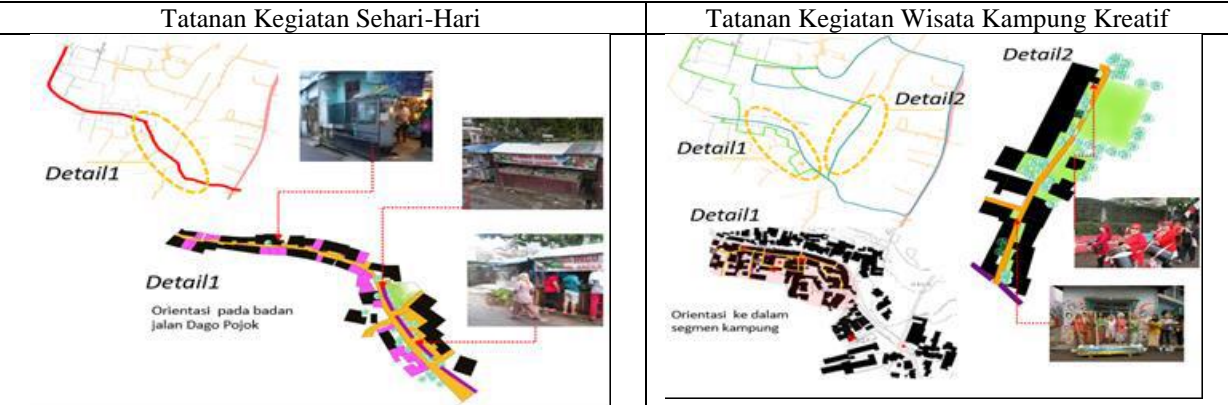 Tatanan Kegiatan Sehari-Hari
Detail1
Detail1
Orientasi pada badan
jalan Dago Pojok
Tatanan Kegiatan Wisata Kampung Kreatif
Detail2
Detail2
Detail1
Detail1
Orientasi ke dalam
segmen kampung